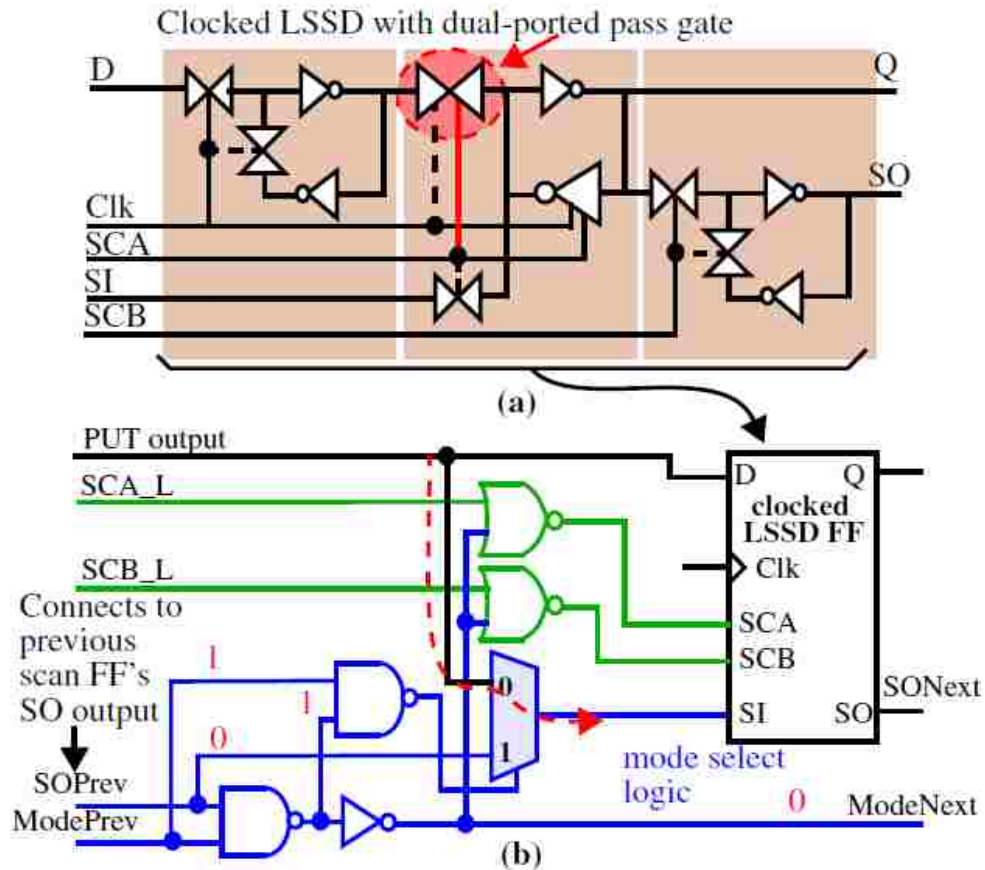 Clocked LSSD with dual-ported pass gate
D
Q
Clk
SCA
SI
SCB
SO
(a)
PUT output
SCA_L
SCB_L
Connects to
previous
scan FF's
SO output
SOPrev
ModePrev
1
1
0
0
1
mode select
logic
0
ModeNext
D
Q
clocked
LSSD FF
Clk
SCA
SCB
SI
SO
SONext
(b)